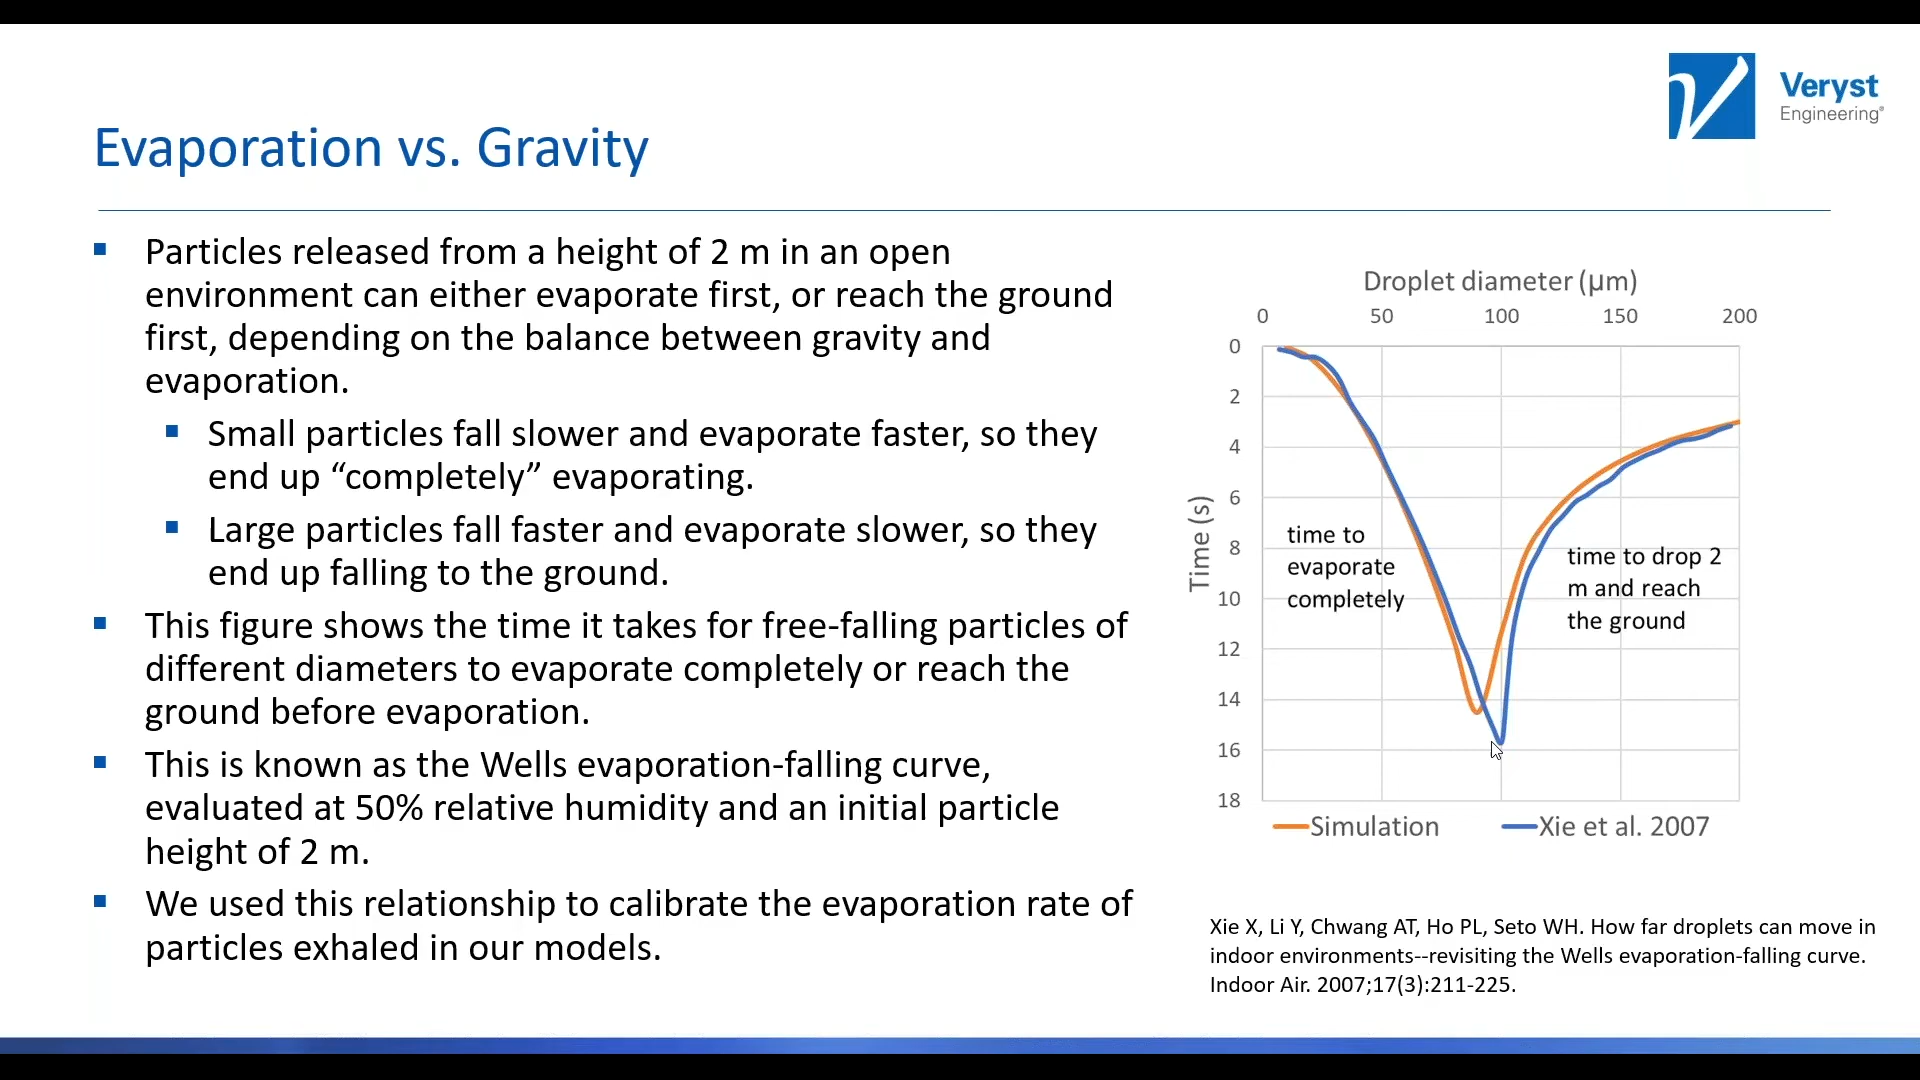 Veryst
Engineering®
Evaporation vs. Gravity
Particles released from a height of 2 m in an open
environment can either evaporate first, or reach the ground
first, depending on the balance between gravity and
evaporation.
Small particles fall slower and evaporate faster, so they
end up “completely” evaporating.
Large particles fall faster and evaporate slower, so they
end up falling to the ground.
This figure shows the time it takes for free-falling particles of
different diameters to evaporate completely or reach the
ground before evaporation.
This is known as the Wells evaporation-falling curve,
evaluated at 50% relative humidity and an initial particle
height of 2 m.
We used this relationship to calibrate the evaporation rate of
particles exhaled in our models.
Droplet diameter (µm)
0 50 100 150 200
0
2
4
6
8
10
12
14
16
18
Time (s)
time to
evaporate
completely
time to drop 2
m and reach
the ground
Simulation Xie et al. 2007
Xie X, Li Y, Chwang AT, Ho PL, Seto WH. How far droplets can move in
indoor environments--revisiting the Wells evaporation-falling curve.
Indoor Air. 2007;17(3):211-225.